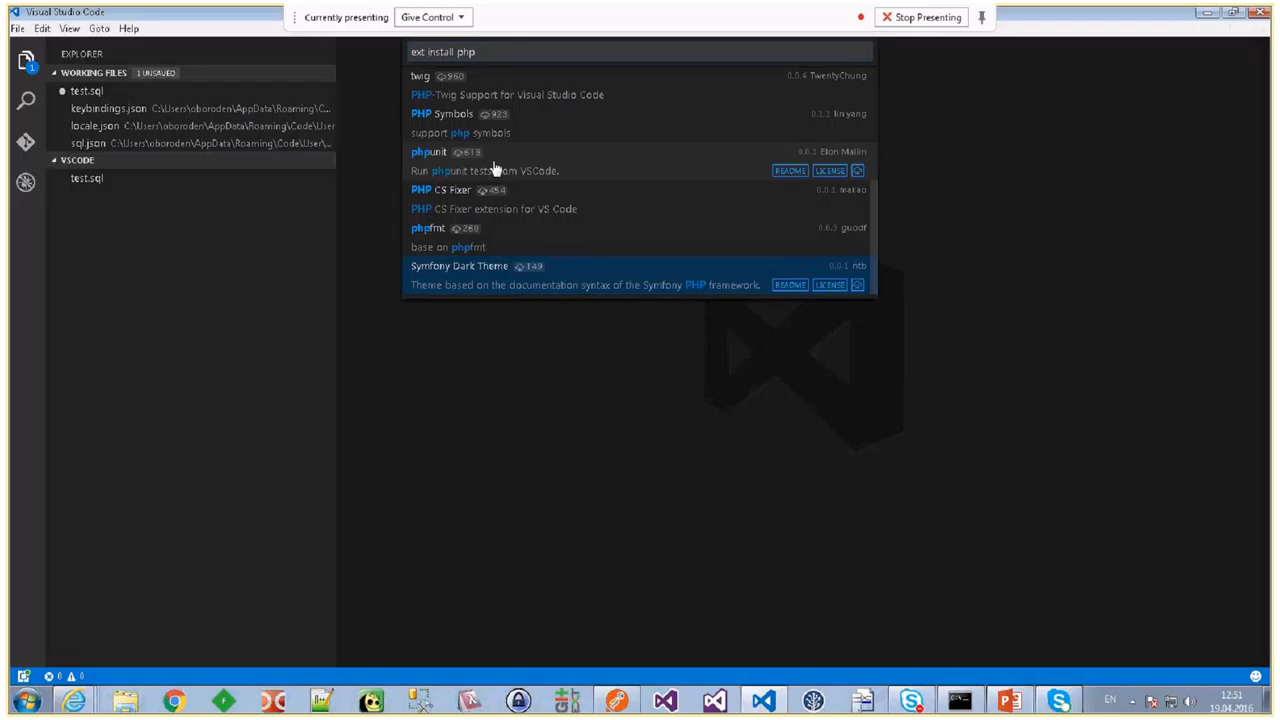 Visual Studio Code
Currently presenting Give Control Stop Presenting
File Edit View Goto Help
EXPLORER
WORKING FILES 1 UNSAVED
test.sql
keybindings.json C:\Users\oboroden\AppData\Roaming\C...
locale.json C:\Users\oboroden\AppData\Roaming\Code\User
sql.json C:\Users\oboroden\AppData\Roaming\Code\User\...
VSCODE
test.sql
ext install php
twig 960 0.0.4 TwentyChung
PHP-Twig Support for Visual Studio Code
PHP Symbols 923 0.1.1 linyang
support php symbols
phpunit 613 0.0.1 Elon Mallin
Run phpunit tests from VSCode. README LICENSE
PHP CS Fixer 454 0.0.1 makao
PHP CS Fixer extension for VS Code
phpfmt 260 0.0.3 guodf
base on phpfmt
Symfony Dark Theme 149 0.0.1 ntb
Theme based on the documentation syntax of the Symfony PHP framework. README LICENSE
0 0
EN 12:51
19.04.2016